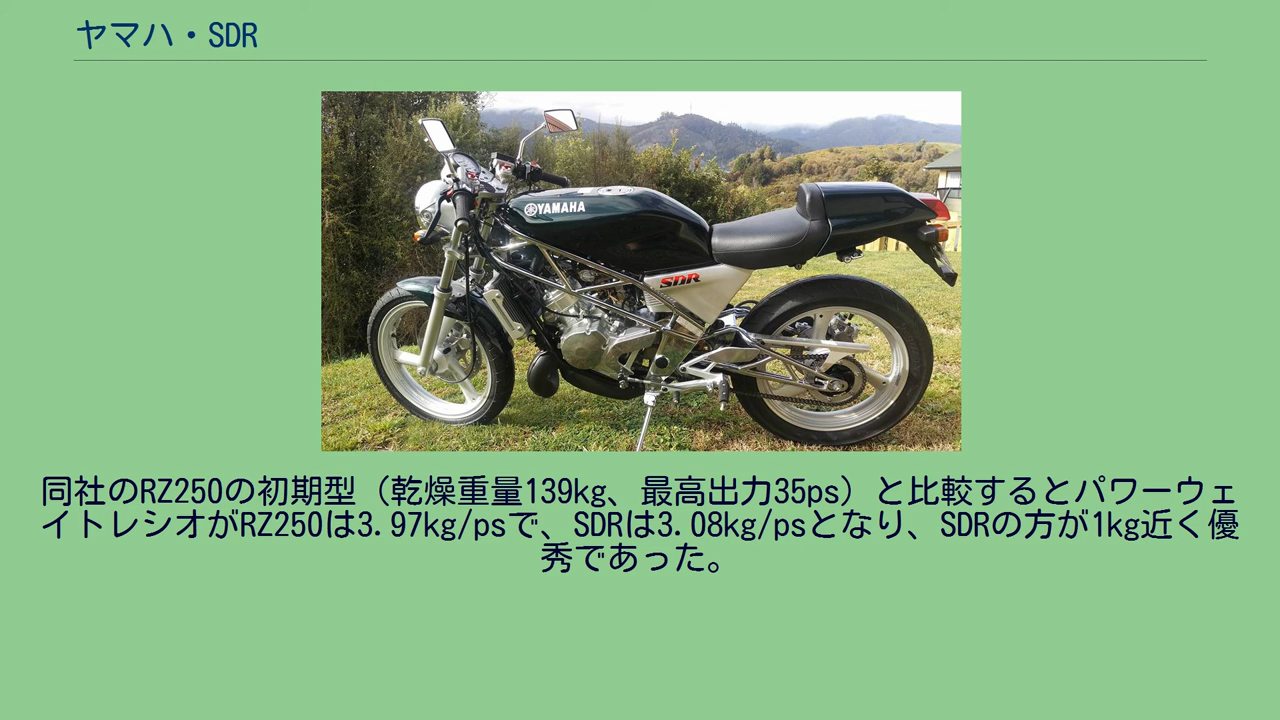 ヤマハ・SDR
YAMAHA
SDR
同社のRZ250の初期型（乾燥重量139kg、最高出力35ps）と比較するとパワーウェ
イトレシオがRZ250は3.97kg/psで、SDRは3.08kg/psとなり、SDRの方が1kg近く優
秀であった。